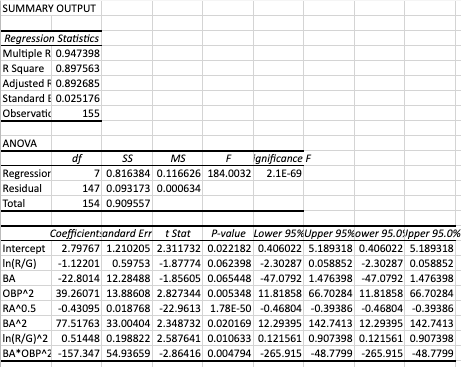 SUMMARY OUTPUT
Regression Statistics
Multiple R 0.947398
R Square 0.897563
Adjusted R 0.892685
Standard E 0.025176
Observatic 155
ANOVA
df SS MS F ignificance F
Regressior 7 0.816384 0.116626 184.0032 2.1E-69
Residual 147 0.093173 0.000634
Total 154 0.909557
Coefficients andard Err t Stat P-value Lower 95% Upper 95% ower 95.0% Ipper 95.0%
Intercept 2.79767 1.210205 2.311732 0.022182 0.406022 5.189318 0.406022 5.189318
ln(R/G) -1.12201 0.59753 -1.87774 0.062398 -2.30287 0.058852 -2.30287 0.058852
BA -22.8014 12.28488 -1.85605 0.065448 -47.0792 1.476398 -47.0792 1.476398
OBP^2 39.26071 13.88608 2.827344 0.005348 11.81858 66.70284 11.81858 66.70284
RA^0.5 -0.43095 0.018768 -22.9613 1.78E-50 -0.46804 -0.39386 -0.46804 -0.39386
BA^2 77.51763 33.00404 2.348732 0.020169 12.29395 142.7413 12.29395 142.7413
ln(R/G)^2 0.51448 0.198822 2.587641 0.010633 0.121561 0.907398 0.121561 0.907398
BA*OBP^2 -157.347 54.93659 -2.86416 0.004794 -265.915 -48.7799 -265.915 -48.7799